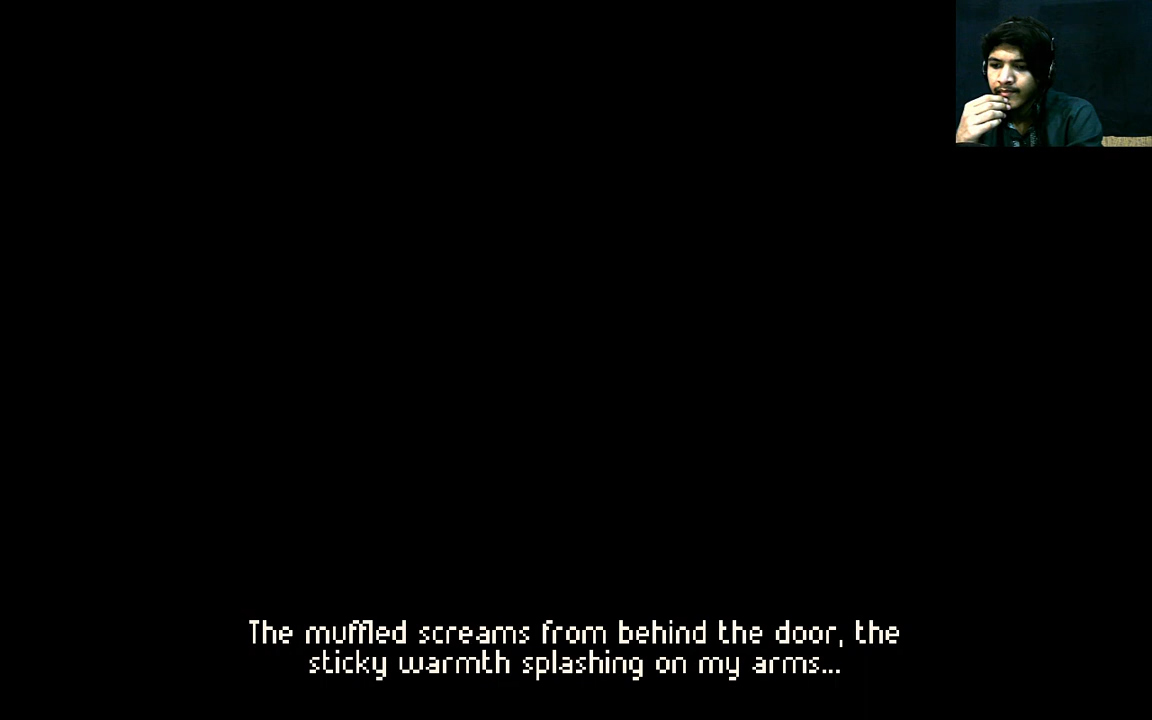 The muffled screams from behind the door, the
sticky warmth splashing on my arms...